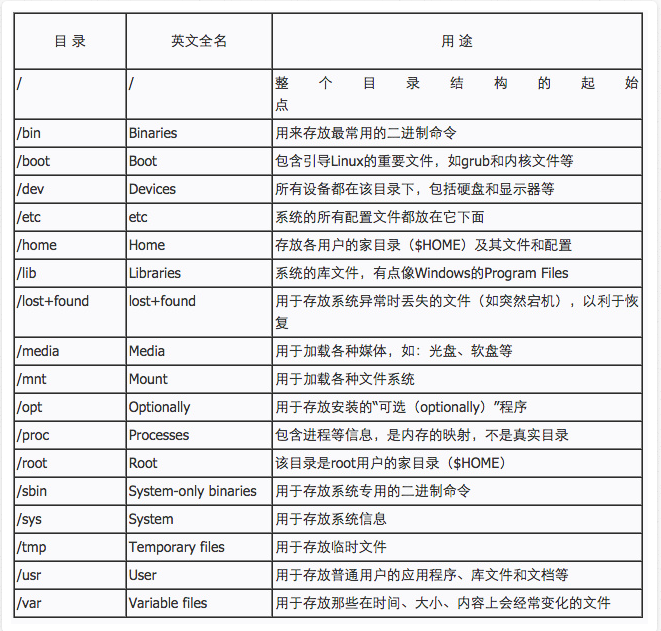 目 录 英文全名 用 途
/ / 整个目录结构的起始
点
/bin Binaries 用来存放最常用的二进制命令
/boot Boot 包含引导Linux的重要文件，如grub和内核文件等
/dev Devices 所有设备都在该目录下，包括硬盘和显示器等
/etc etc 系统的所有配置文件都放在它下面
/home Home 存放各用户的家目录（$HOME）及其文件和配置
/lib Libraries 系统的库文件，有点像Windows的Program Files
/lost+found lost+found 用于存放系统异常时丢失的文件（如突然宕机），以利于恢
复
/media Media 用于加载各种媒体，如：光盘、软盘等
/mnt Mount 用于加载各种文件系统
/opt Optionally 用于存放安装的“可选（optionally）”程序
/proc Processes 包含进程等信息，是内存的映射，不是真实目录
/root Root 该目录是root用户的家目录（$HOME）
/sbin System-only binaries 用于存放系统专用的二进制命令
/sys System 用于存放系统信息
/tmp Temporary files 用于存放临时文件
/usr User 用于存放普通用户的应用程序、库文件和文档等
/var Variable files 用于存放那些在时间、大小、内容上会经常变化的文件